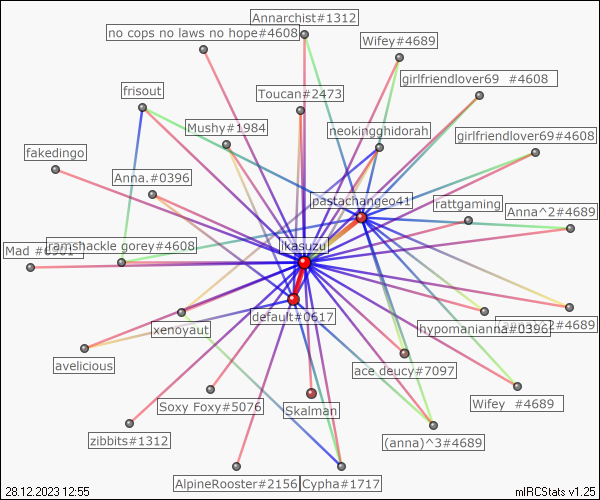 Annarchist#1312
no cops no laws no hope#4608
Wifey#4689
girlfriendlover69 #4608
frisout
Toucan#2473
Mushy#1984
neokingghidorah
girlfriendlover69#4608
fakedingo
Anna.#0396
pastachangeo41
rattgaming
Anna^2#4689
Mad #0901
ramshackle gorey#4608
likasuzu
default#0617
xenoyaut
hypomanianna#0396
2#4689
avelicious
ace deucy#7097
Soxy Foxy#5076
Skalman
Wifey #4689
zibbits#1312
(anna)^3#4689
AlpineRooster#2156
Cypha#1717
28.12.2023 12:55
mIRCStats v1.25